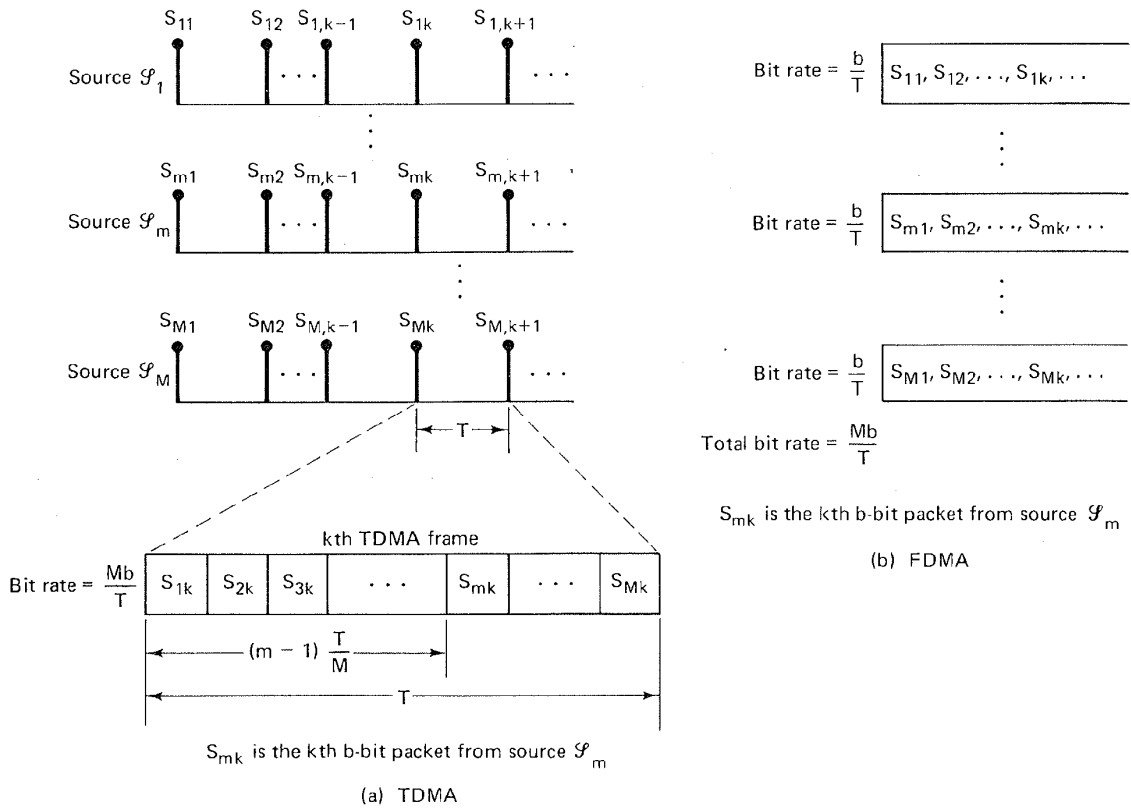 S11 S12 S1,k−1 S1k S1,k+1
Source 𝒮1 · · · · · ·
Sm1 Sm2 Sm,k−1 Smk Sm,k+1
Source 𝒮m · · · · · ·
SM1 SM2 SM,k−1 SMk SM,k+1
Source 𝒮M · · · · · ·
T
kth TDMA frame
Bit rate = Mb/T S1k S2k S3k · · · Smk · · · SMk
(m − 1) T/M
T
Smk is the kth b-bit packet from source 𝒮m
(a) TDMA
Bit rate = b/T S11, S12, . . ., S1k, . . .
Bit rate = b/T Sm1, Sm2, . . ., Smk, . . .
Bit rate = b/T SM1, SM2, . . ., SMk, . . .
Total bit rate = Mb/T
Smk is the kth b-bit packet from source 𝒮m
(b) FDMA